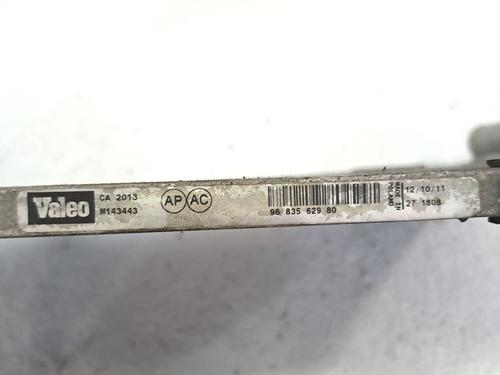 Valeo
CA 2013
M143443
AP AC
96 835 629 80
MADE IN
POLAND
12/10/11
27 1808